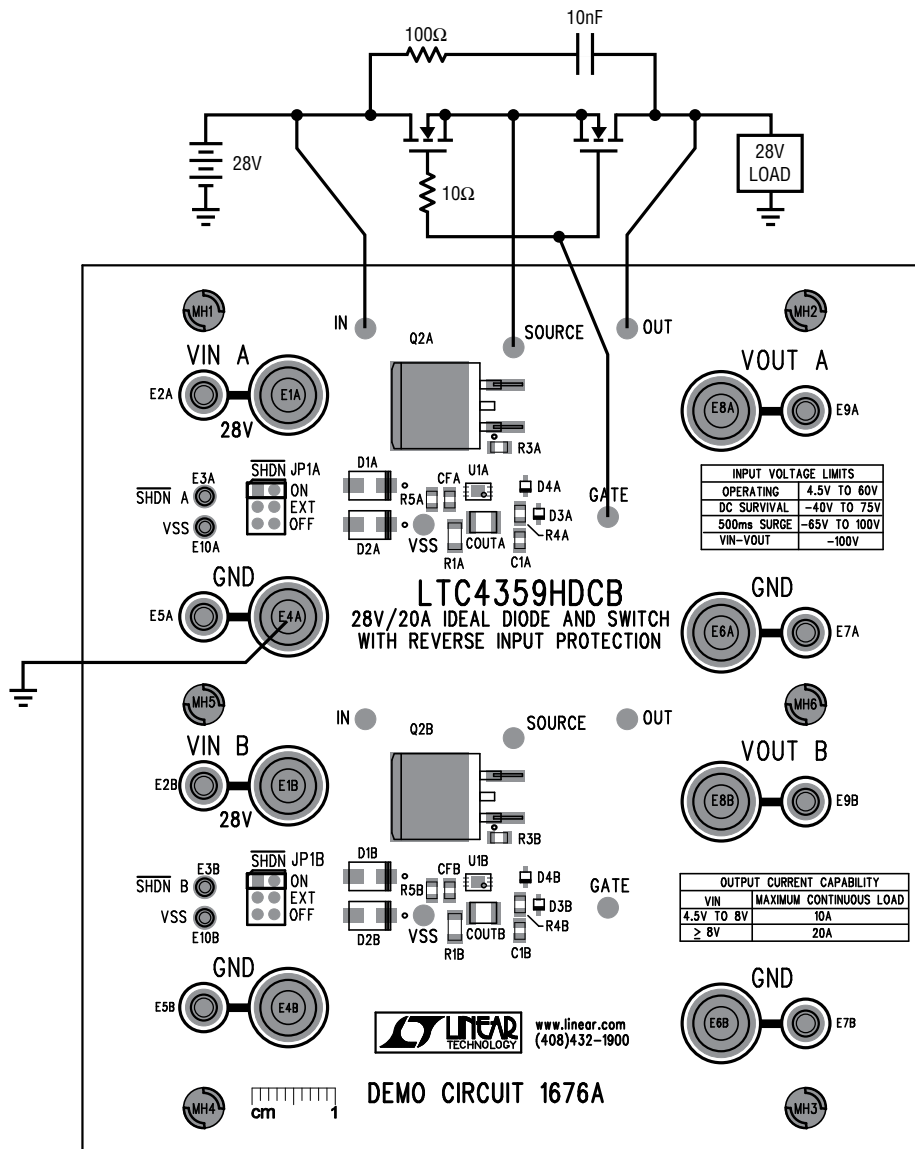 10nF
100Ω
28V
28V
LOAD
10Ω
MH1
MH2
IN
SOURCE
OUT
Q2A
VIN A
VOUT A
E2A
E1A
E8A
E9A
28V
R3A
INPUT VOLTAGE LIMITS
OPERATING 4.5V TO 60V
DC SURVIVAL -40V TO 75V
500ms SURGE -65V TO 100V
VIN-VOUT -100V
SHDN JP1A
E3A
SHDN A
ON
EXT
OFF
VSS
E10A
D1A
R5A
CFA
U1A
D4A
GATE
D3A
D2A
VSS
R1A
COUTA
R4A
C1A
GND
GND
LTC4359HDCB
28V/20A IDEAL DIODE AND SWITCH
WITH REVERSE INPUT PROTECTION
E5A
E4A
E6A
E7A
MH5
MH6
IN
SOURCE
OUT
Q2B
VIN B
VOUT B
E2B
E1B
E8B
E9B
28V
R3B
SHDN JP1B
E3B
SHDN B
ON
EXT
OFF
VSS
E10B
D1B
R5B
CFB
U1B
D4B
GATE
D3B
D2B
VSS
R1B
COUTB
R4B
C1B
OUTPUT CURRENT CAPABILITY
VIN MAXIMUM CONTINUOUS LOAD
4.5V TO 8V 10A
≥ 8V 20A
GND
GND
E5B
E4B
E6B
E7B
LINEAR
TECHNOLOGY
www.linear.com
(408)432-1900
MH4
cm 1
DEMO CIRCUIT 1676A
MH3